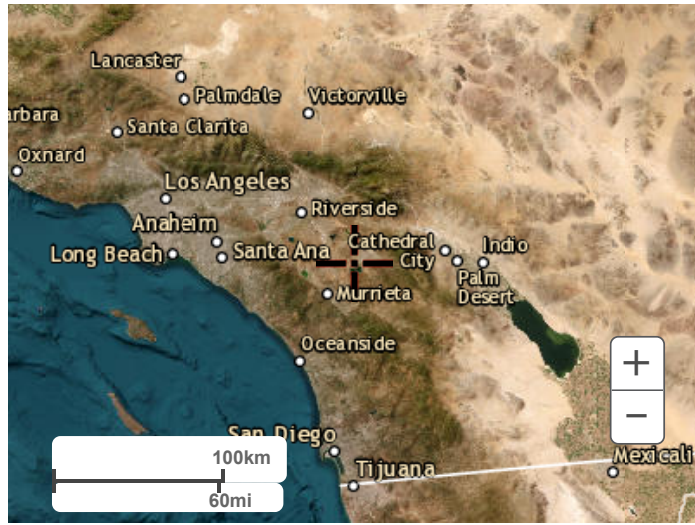 Lancaster
Palmdale
Victorville
arbara
Santa Clarita
Oxnard
Los Angeles
Riverside
Anaheim
Cathedral
City
Indio
Long Beach
Santa Ana
Palm
Desert
Murrieta
Oceanside
+
−
San Diego
100km
60mi
Tijuana
Mexicali